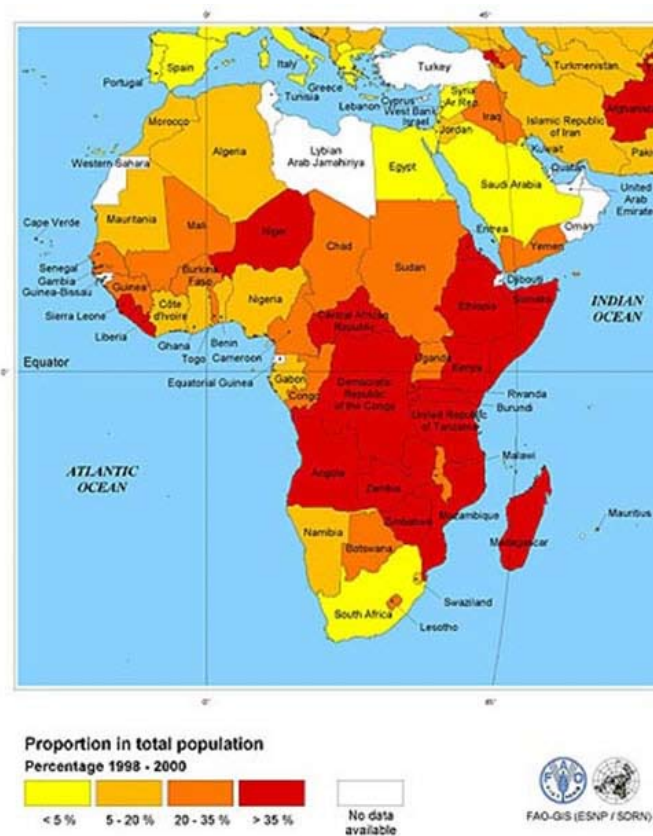 0°
45°
Spain
Portugal
Italy
Greece
Turkey
Turkmenistan
Tunisia
Cyprus
Lebanon
West Bank
Israel
Syria
Ar Rep.
Iraq
Islamic Republic
of Iran
Jordan
Kuwait
Morocco
Algeria
Lybian
Arab Jamahiriya
Egypt
Saudi Arabia
United
Arab
Emirate
Western Sahara
Oman
Mauritania
Mali
Niger
Chad
Sudan
Eritrea
Yemen
Cape Verde
Senegal
Gambia
Guinea-Bissau
Guinea
Burkina
Faso
Djibouti
Somalia
Côte
d'Ivoire
Nigeria
Ethiopia
INDIAN
OCEAN
Sierra Leone
Liberia
Ghana
Togo
Benin
Cameroon
Central African
Republic
Equator
0°
Equatorial Guinea
Gabon
Congo
Democratic
Republic
of the Congo
Uganda
Kenya
Rwanda
Burundi
United Republic
of Tanzania
ATLANTIC
OCEAN
Angola
Zambia
Malawi
Mozambique
Zimbabwe
Madagascar
Mauritius
Namibia
Botswana
Swaziland
South Africa
Lesotho
0°
Proportion in total population
Percentage 1998 - 2000
< 5 %
5 - 20 %
20 - 35 %
> 35 %
No data
available
FAO-GIS (ESNP / SDRN)